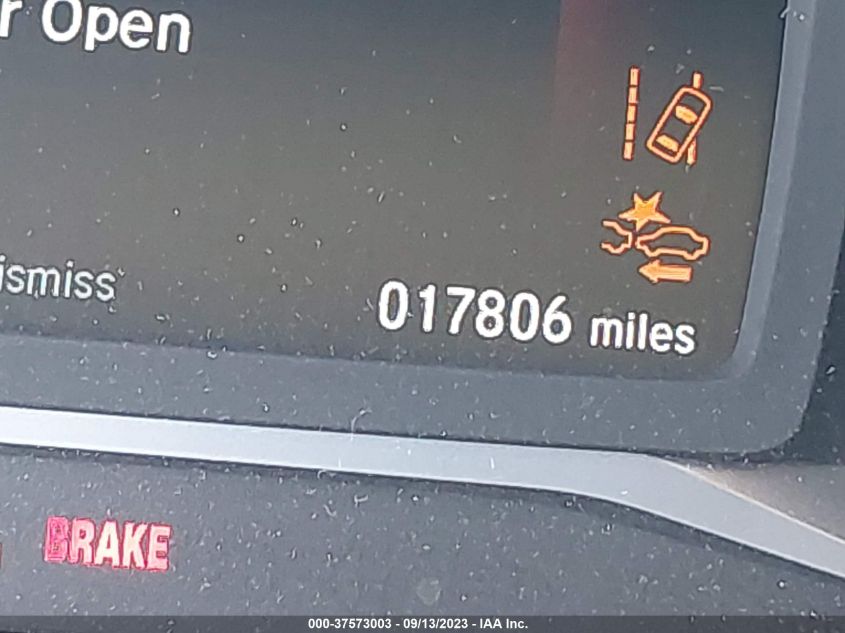 r Open
ismiss
017806 miles
BRAKE
000-37573003 - 09/13/2023 - IAA Inc.